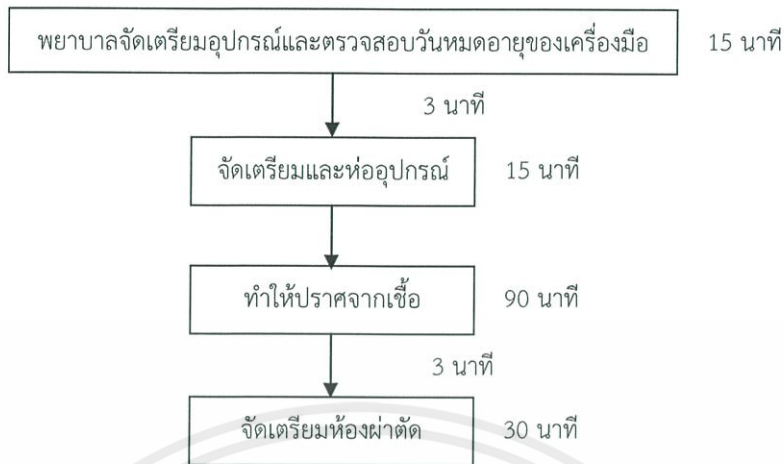 พยาบาลจัดเตรียมอุปกรณ์และตรวจสอบวันหมดอายุของเครื่องมือ 15 นาที
3 นาที
จัดเตรียมและห่ออุปกรณ์ 15 นาที
ทำให้ปราศจากเชื้อ 90 นาที
3 นาที
จัดเตรียมห้องผ่าตัด 30 นาที